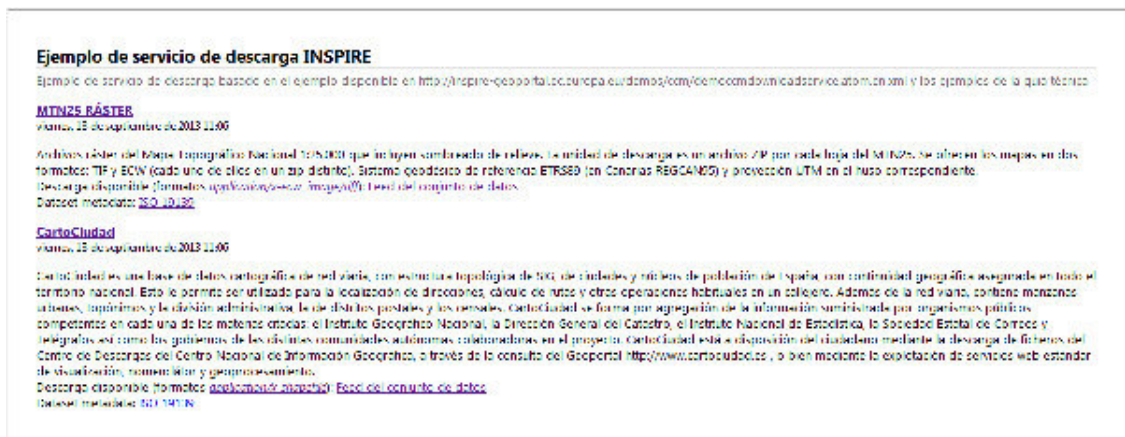 Ejemplo de servicio de descarga INSPIRE
Ejemplo de servicio de descarga basado en el ejemplo disponible en http://inspire-geoportal.ec.europa.eu/demos/ccm/democcmdownloadservice.atom.en.xml y los ejemplos de la guía técnica
MTN25 RÁSTER
viernes, 13 de septiembre de 2013 11:06
Archivos ráster del Mapa Topográfico Nacional 1:25.000 que incluyen sombreado de relieve. La unidad de descarga es un archivo ZIP por cada hoja del MTN25. Se ofrecen los mapas en dos
formatos: TIF y ECW (cada uno de ellos en un zip distinto). Sistema geodésico de referencia ETRS89 (en Canarias REGCAN95) y proyección UTM en el huso correspondiente.
Descarga disponible (formatos application/x-ecw, image/tiff): Feed del conjunto de datos
Dataset metadata: ISO 19139
CartoCiudad
viernes, 13 de septiembre de 2013 11:06
CartoCiudad es una base de datos cartográfica de red viaria, con estructura topológica de SIG, de ciudades y núcleos de población de España, con continuidad geográfica asegurada en todo el
territorio nacional. Esto le permite ser utilizada para la localización de direcciones, cálculo de rutas y otras operaciones habituales en un callejero. Además de la red viaria, contiene manzanas
urbanas, topónimos y la división administrativa, la de distritos postales y los censales. CartoCiudad se forma por agregación de la información suministrada por organismos públicos
competentes en cada una de las materias citadas: el Instituto Geográfico Nacional, la Dirección General del Catastro, el Instituto Nacional de Estadística, la Sociedad Estatal de Correos y
Telégrafos así como los gobiernos de las distintas comunidades autónomas colaboradoras en el proyecto. CartoCiudad está a disposición del ciudadano mediante la descarga de ficheros del
Centro de Descargas del Centro Nacional de Información Geográfica, a través de la consulta del Geoportal http://www.cartociudad.es , o bien mediante la explotación de servicios web estándar
de visualización, nomenclátor y geoprocesamiento.
Descarga disponible (formatos application/x-shapefile): Feed del conjunto de datos
Dataset metadata: ISO 19139